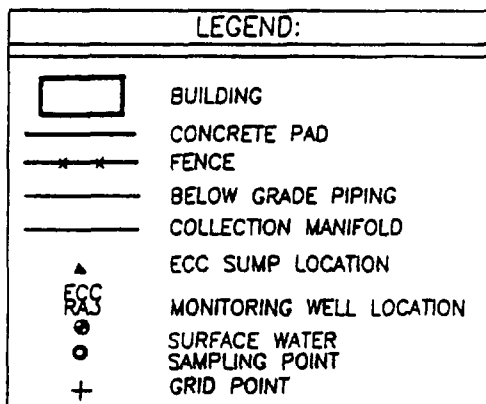 LEGEND:
BUILDING
CONCRETE PAD
FENCE
BELOW GRADE PIPING
COLLECTION MANIFOLD
ECC SUMP LOCATION
ECC
RA3 MONITORING WELL LOCATION
SURFACE WATER
SAMPLING POINT
GRID POINT